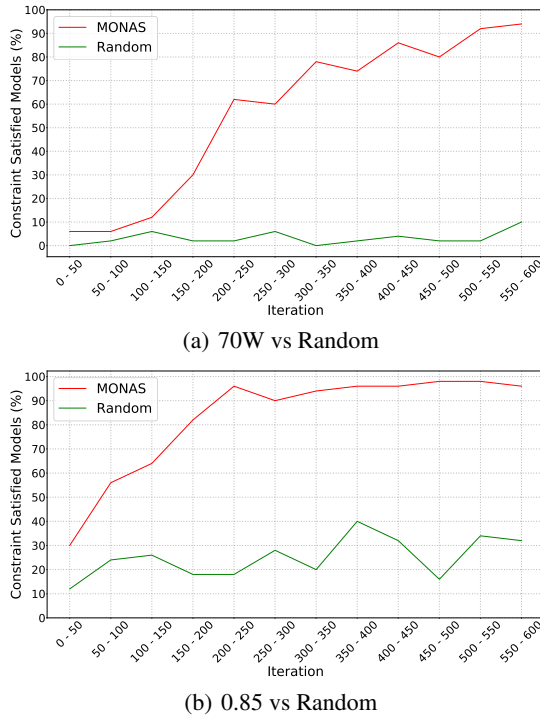 100
90
80
70
60
50
40
30
20
10
0
Constraint Satisfied Models (%)
MONAS
Random
0 - 50
50 - 100
100 - 150
150 - 200
200 - 250
250 - 300
300 - 350
350 - 400
400 - 450
450 - 500
500 - 550
550 - 600
Iteration
(a) 70W vs Random
100
90
80
70
60
50
40
30
20
10
0
Constraint Satisfied Models (%)
MONAS
Random
0 - 50
50 - 100
100 - 150
150 - 200
200 - 250
250 - 300
300 - 350
350 - 400
400 - 450
450 - 500
500 - 550
550 - 600
Iteration
(b) 0.85 vs Random